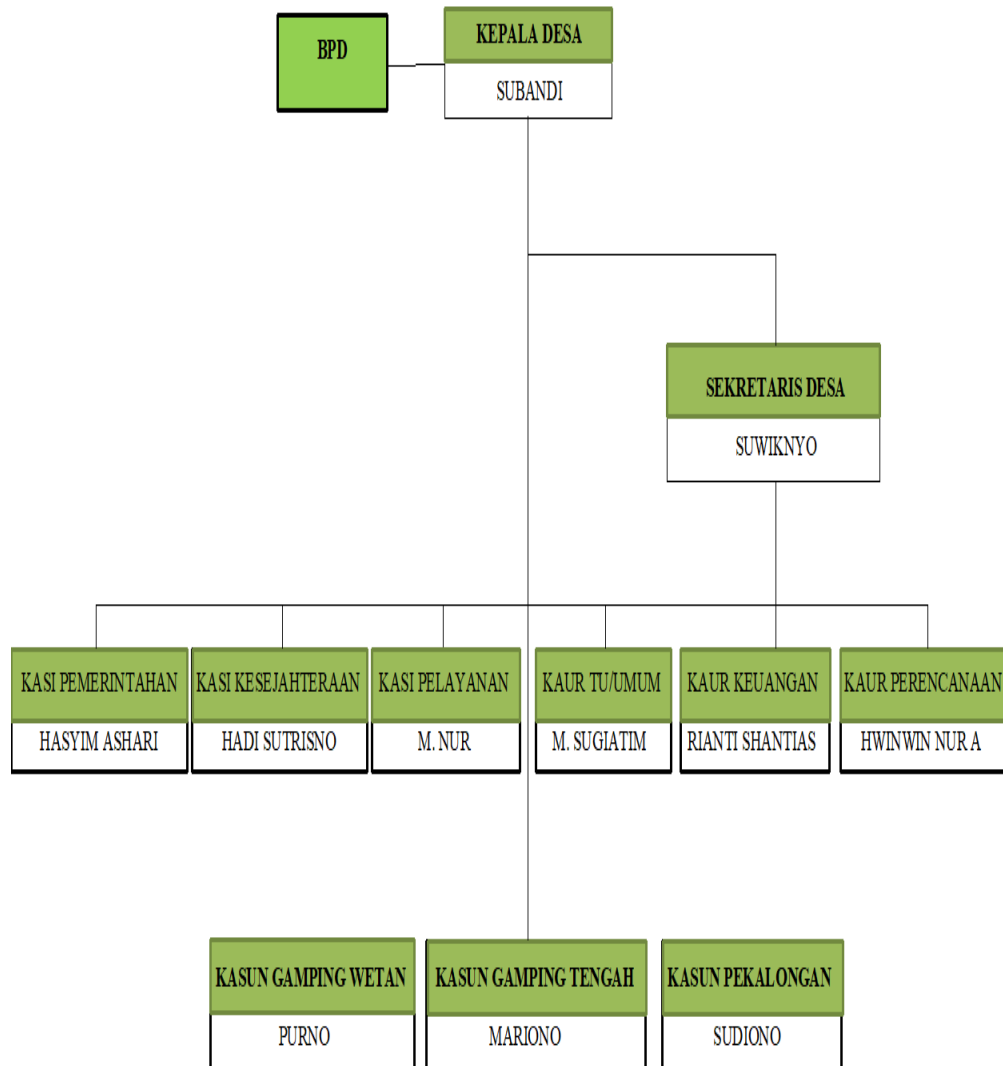 BPD
KEPALA DESA
SUBANDI
SEKRETARIS DESA
SUWIKNYO
KASI PEMERINTAHAN
HASYIM ASHARI
KASI KESEJAHTERAAN
HADI SUTRISNO
KASI PELAYANAN
M. NUR
KAUR TU/UMUM
M. SUGIATIM
KAUR KEUANGAN
RIANTI SHANTIAS
KAUR PERENCANAAN
HWINWIN NUR A
KASUN GAMPING WETAN
PURNO
KASUN GAMPING TENGAH
MARIONO
KASUN PEKALONGAN
SUDIONO